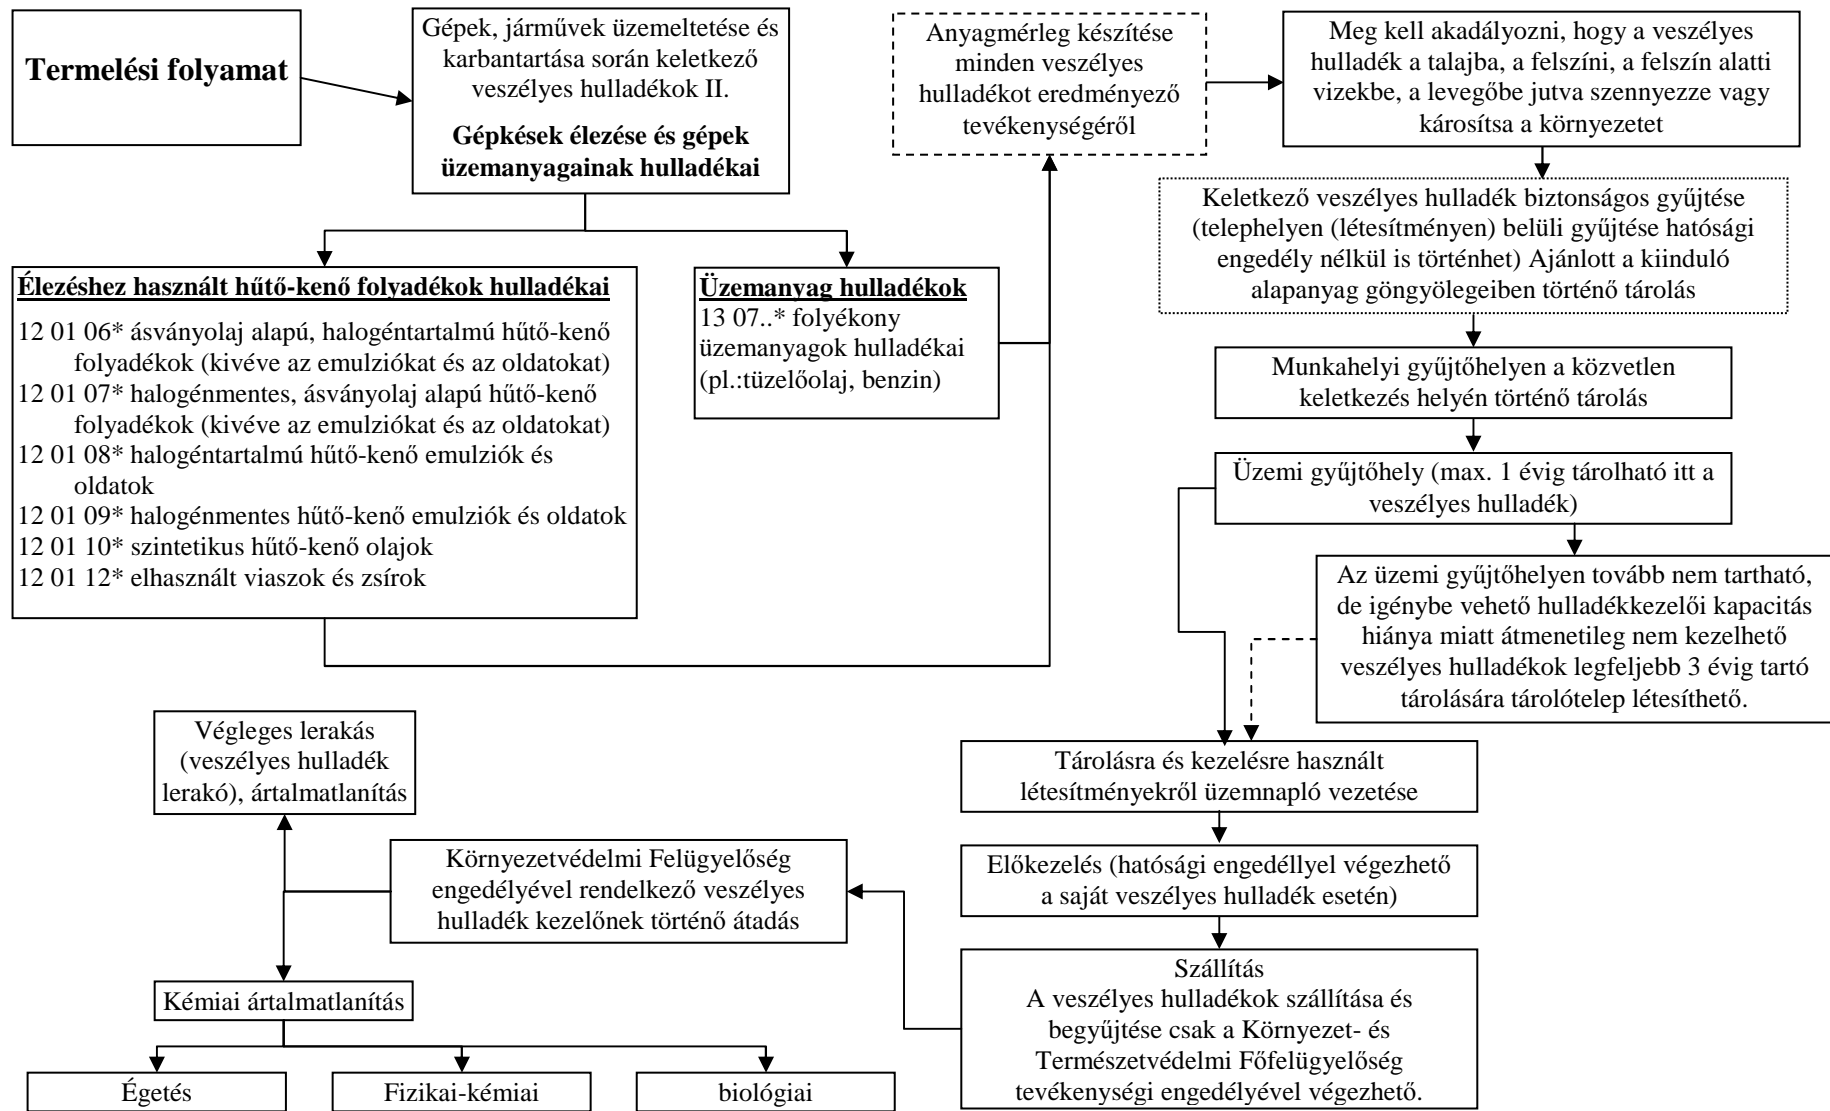 Termelési folyamat
Gépek, járművek üzemeltetése és
karbantartása során keletkező
veszélyes hulladékok II.
Gépkések élezése és gépek
üzemanyagainak hulladékai
Anyagmérleg készítése
minden veszélyes
hulladékot eredményező
tevékenységéről
Meg kell akadályozni, hogy a veszélyes
hulladék a talajba, a felszíni, a felszín alatti
vizekbe, a levegőbe jutva szennyezze vagy
károsítsa a környezetet
Keletkező veszélyes hulladék biztonságos gyűjtése
(telephelyen (létesítményen) belüli gyűjtése hatósági
engedély nélkül is történhet) Ajánlott a kiinduló
alapanyag göngyölegeiben történő tárolás
Élezéshez használt hűtő-kenő folyadékok hulladékai
12 01 06* ásványolaj alapú, halogéntartalmú hűtő-kenő
folyadékok (kivéve az emulziókat és az oldatokat)
12 01 07* halogénmentes, ásványolaj alapú hűtő-kenő
folyadékok (kivéve az emulziókat és az oldatokat)
12 01 08* halogéntartalmú hűtő-kenő emulziók és
oldatok
12 01 09* halogénmentes hűtő-kenő emulziók és oldatok
12 01 10* szintetikus hűtő-kenő olajok
12 01 12* elhasznált viaszok és zsírok
Üzemanyag hulladékok
13 07..* folyékony
üzemanyagok hulladékai
(pl.:tüzelőolaj, benzin)
Munkahelyi gyűjtőhelyen a közvetlen
keletkezés helyén történő tárolás
Üzemi gyűjtőhely (max. 1 évig tárolható itt a
veszélyes hulladék)
Az üzemi gyűjtőhelyen tovább nem tartható,
de igénybe vehető hulladékkezelői kapacitás
hiánya miatt átmenetileg nem kezelhető
veszélyes hulladékok legfeljebb 3 évig tartó
tárolására tárolótelep létesíthető.
Tárolásra és kezelésre használt
létesítményekről üzemnapló vezetése
Előkezelés (hatósági engedéllyel végezhető
a saját veszélyes hulladék esetén)
Szállítás
A veszélyes hulladékok szállítása és
begyűjtése csak a Környezet- és
Természetvédelmi Főfelügyelőség
tevékenységi engedélyével végezhető.
Környezetvédelmi Felügyelőség
engedélyével rendelkező veszélyes
hulladék kezelőnek történő átadás
Végleges lerakás
(veszélyes hulladék
lerakó), ártalmatlanítás
Kémiai ártalmatlanítás
Égetés
Fizikai-kémiai
biológiai